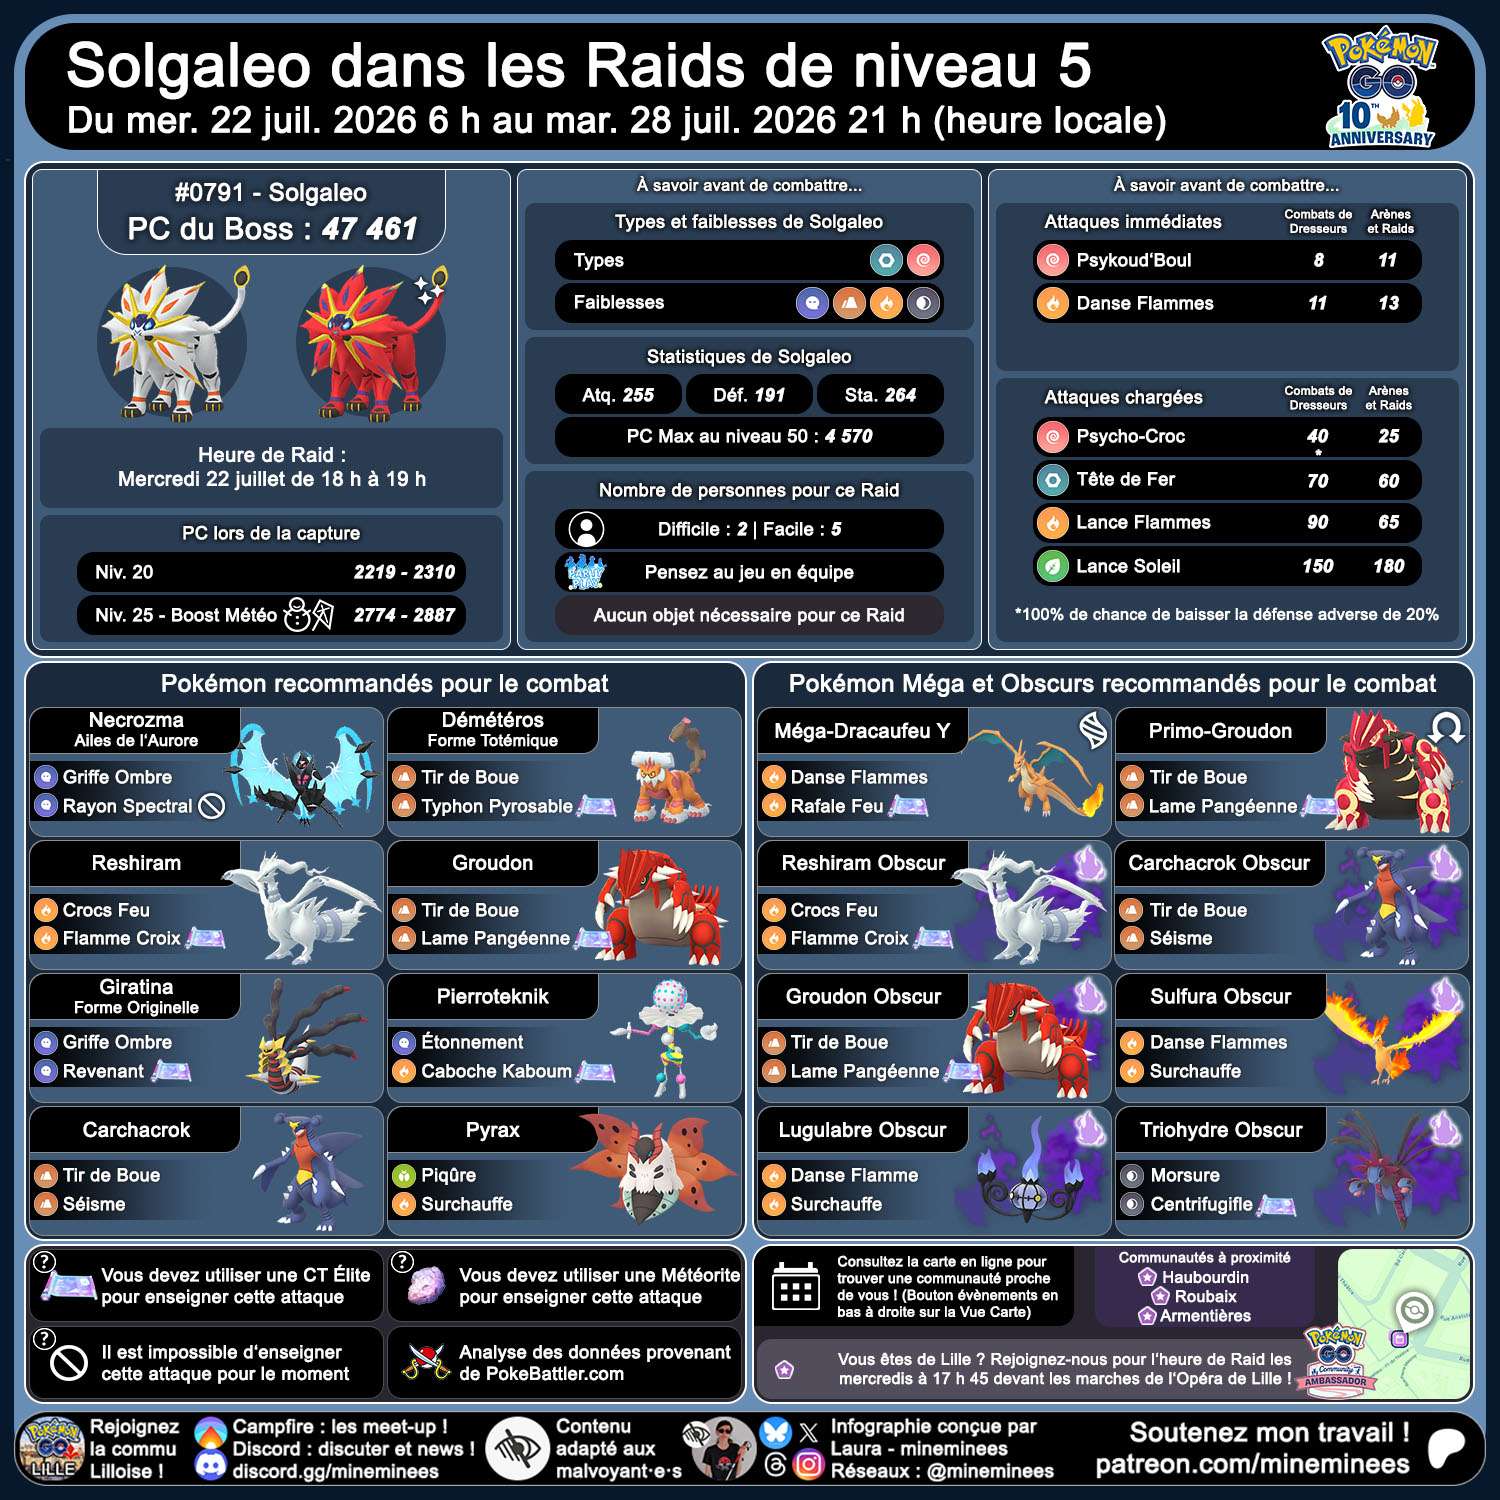 Solgaleo dans les Raids de niveau 5
Du mer. 22 juil. 2026 6 h au mar. 28 juil. 2026 21 h (heure locale)
POKÉMON
GO
10TH
ANNIVERSARY
#0791 - Solgaleo
PC du Boss : 47 461
Heure de Raid :
Mercredi 22 juillet de 18 h à 19 h
PC lors de la capture
Niv. 20 2219 - 2310
Niv. 25 - Boost Météo 2774 - 2887
À savoir avant de combattre...
Types et faiblesses de Solgaleo
Types
Faiblesses
Statistiques de Solgaleo
Atq. 255 Déf. 191 Sta. 264
PC Max au niveau 50 : 4 570
Nombre de personnes pour ce Raid
Difficile : 2 | Facile : 5
PARTY
PLAY
Pensez au jeu en équipe
Aucun objet nécessaire pour ce Raid
À savoir avant de combattre...
Attaques immédiates
Combats de
Dresseurs
Arènes
et Raids
Psykoud'Boul 8 11
Danse Flammes 11 13
Attaques chargées
Combats de
Dresseurs
Arènes
et Raids
Psycho-Croc 40 25
*
Tête de Fer 70 60
Lance Flammes 90 65
Lance Soleil 150 180
*100% de chance de baisser la défense adverse de 20%
Pokémon recommandés pour le combat
Necrozma
Ailes de l'Aurore
Griffe Ombre
Rayon Spectral
Démétéros
Forme Totémique
Tir de Boue
Typhon Pyrosable
Reshiram
Crocs Feu
Flamme Croix
Groudon
Tir de Boue
Lame Pangéenne
Giratina
Forme Originelle
Griffe Ombre
Revenant
Pierroteknik
Étonnement
Caboche Kaboum
Carchacrok
Tir de Boue
Séisme
Pyrax
Piqûre
Surchauffe
Pokémon Méga et Obscurs recommandés pour le combat
Méga-Dracaufeu Y
Danse Flammes
Rafale Feu
Primo-Groudon
Tir de Boue
Lame Pangéenne
Reshiram Obscur
Crocs Feu
Flamme Croix
Carchacrok Obscur
Tir de Boue
Séisme
Groudon Obscur
Tir de Boue
Lame Pangéenne
Sulfura Obscur
Danse Flammes
Surchauffe
Lugulabre Obscur
Danse Flamme
Surchauffe
Triohydre Obscur
Morsure
Centrifugifle
?
Vous devez utiliser une CT Élite
pour enseigner cette attaque
?
Vous devez utiliser une Météorite
pour enseigner cette attaque
?
Il est impossible d'enseigner
cette attaque pour le moment
Analyse des données provenant
de PokeBattler.com
Consultez la carte en ligne pour
trouver une communauté proche
de vous ! (Bouton évènements en
bas à droite sur la Vue Carte)
Communautés à proximité
Haubourdin
Roubaix
Armentières
Vous êtes de Lille ? Rejoignez-nous pour l'heure de Raid les
mercredis à 17 h 45 devant les marches de l'Opéra de Lille !
POKÉMON
GO
Community
AMBASSADOR
POKÉMON
GO
LILLE
Rejoignez
la commu
Lilloise !
Campfire : les meet-up !
Discord : discuter et news !
discord.gg/mineminees
Contenu
adapté aux
malvoyant·e·s
Infographie conçue par
Laura - mineminees
Réseaux : @mineminees
Soutenez mon travail !
patreon.com/mineminees